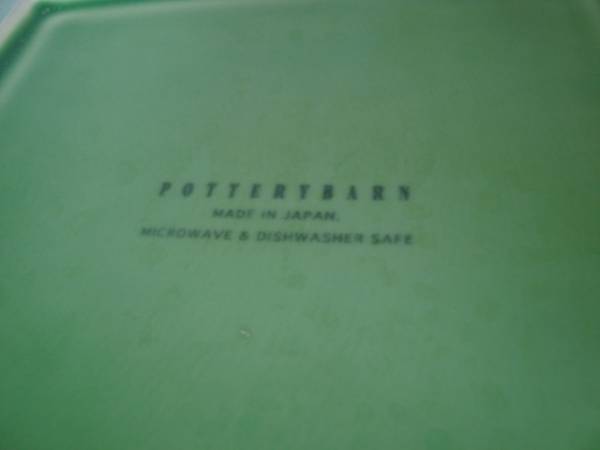 POTTERYBARN
MADE IN JAPAN.
MICROWAVE & DISHWASHER SAFE